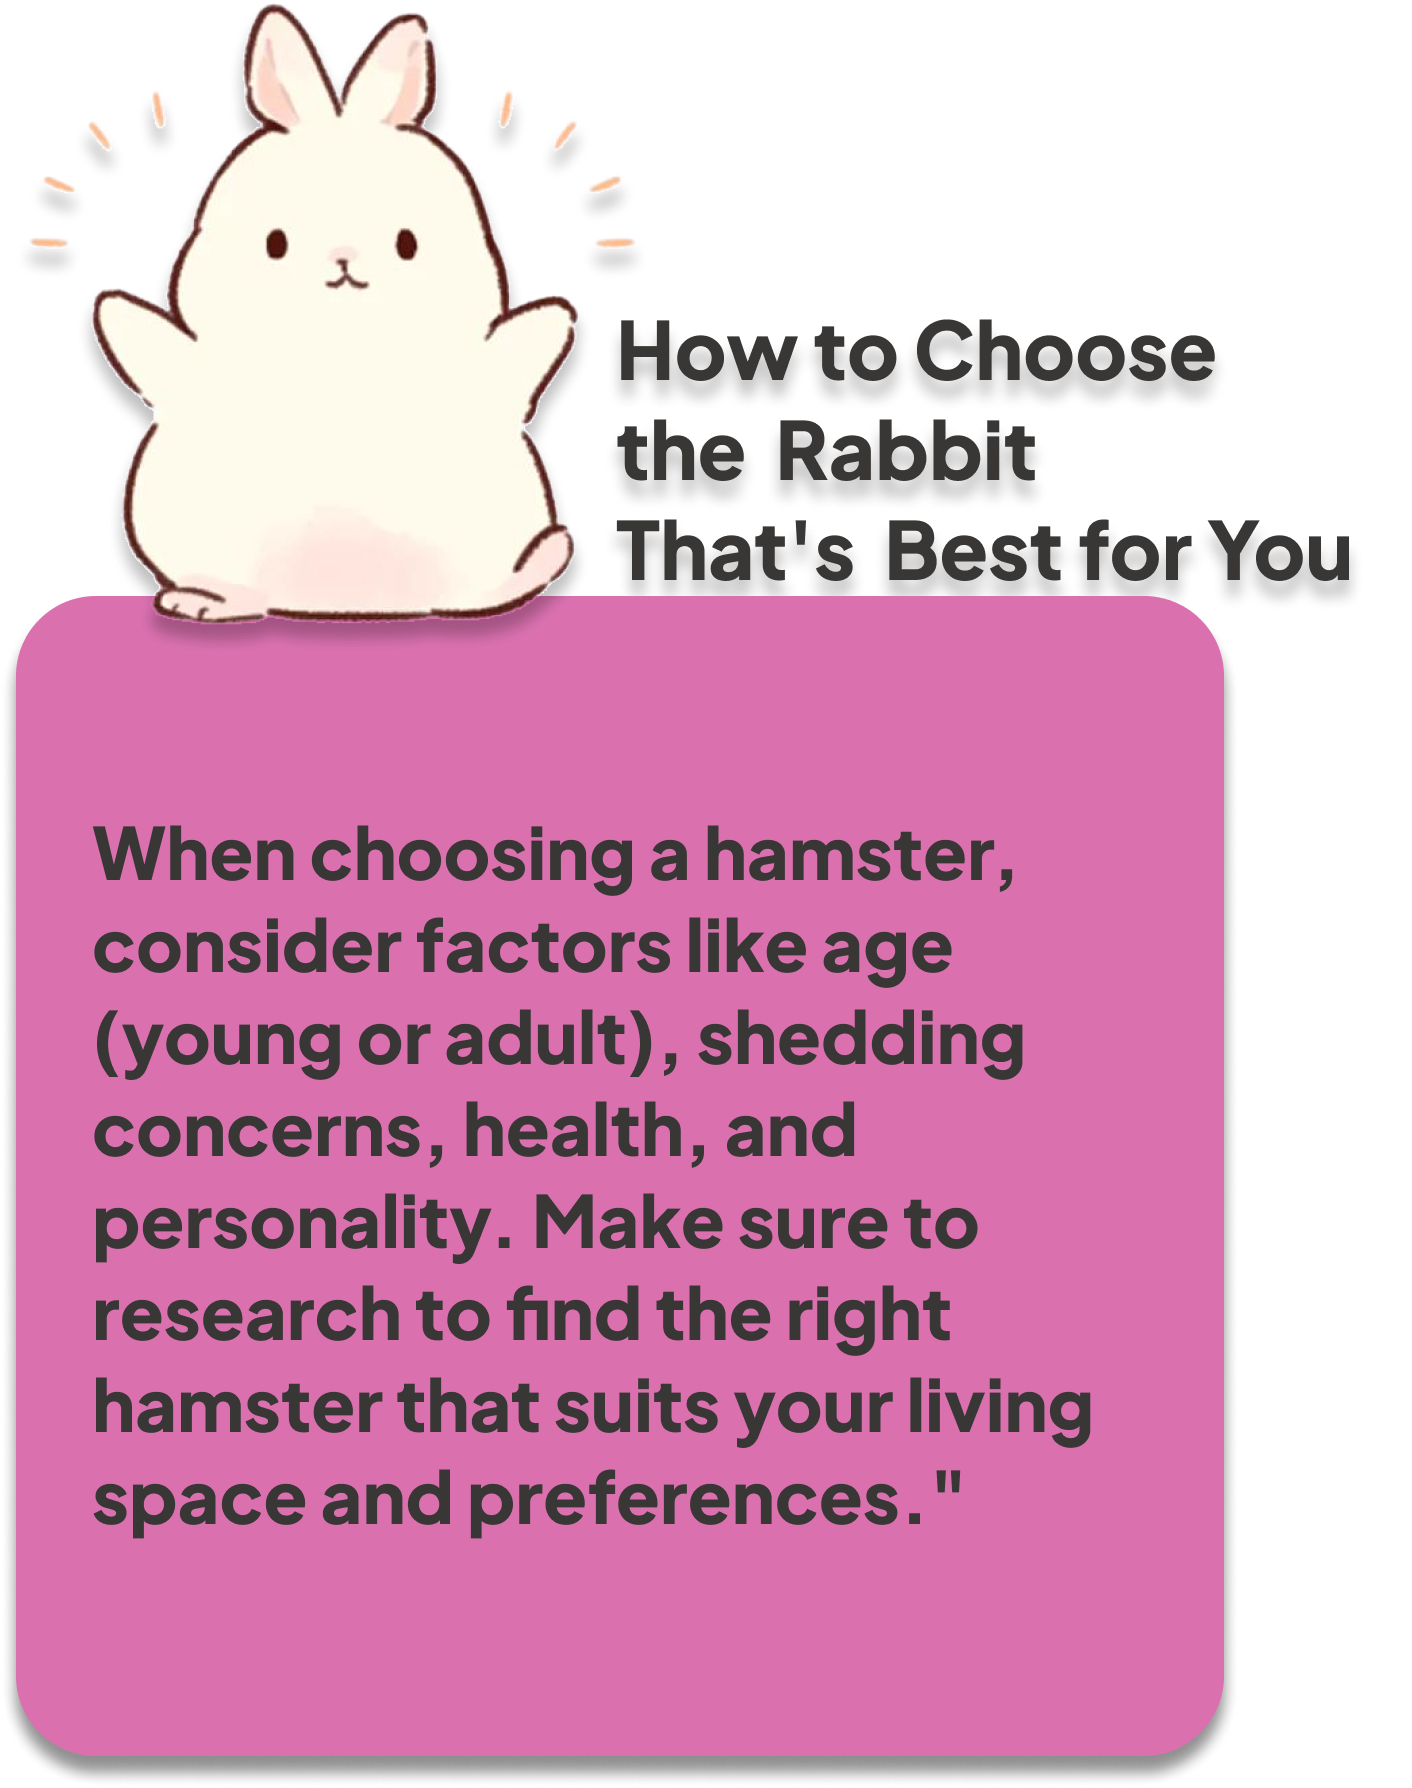 How to Choose
the Rabbit
That's Best for You
When choosing a hamster,
consider factors like age
(young or adult), shedding
concerns, health, and
personality. Make sure to
research to find the right
hamster that suits your living
space and preferences."